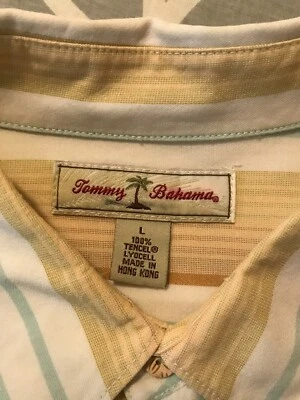 Tommy Bahama®
L
100%
TENCEL®
LYOCELL
MADE IN
HONG KONG